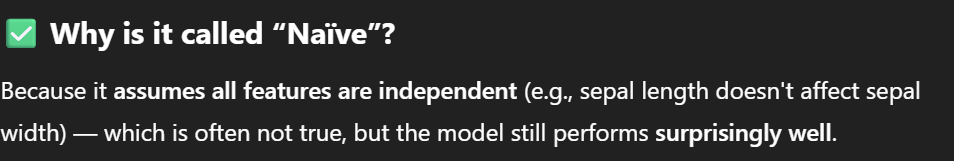 ✅ Why is it called “Naïve”?
Because it assumes all features are independent (e.g., sepal length doesn't affect sepal
width) — which is often not true, but the model still performs surprisingly well.